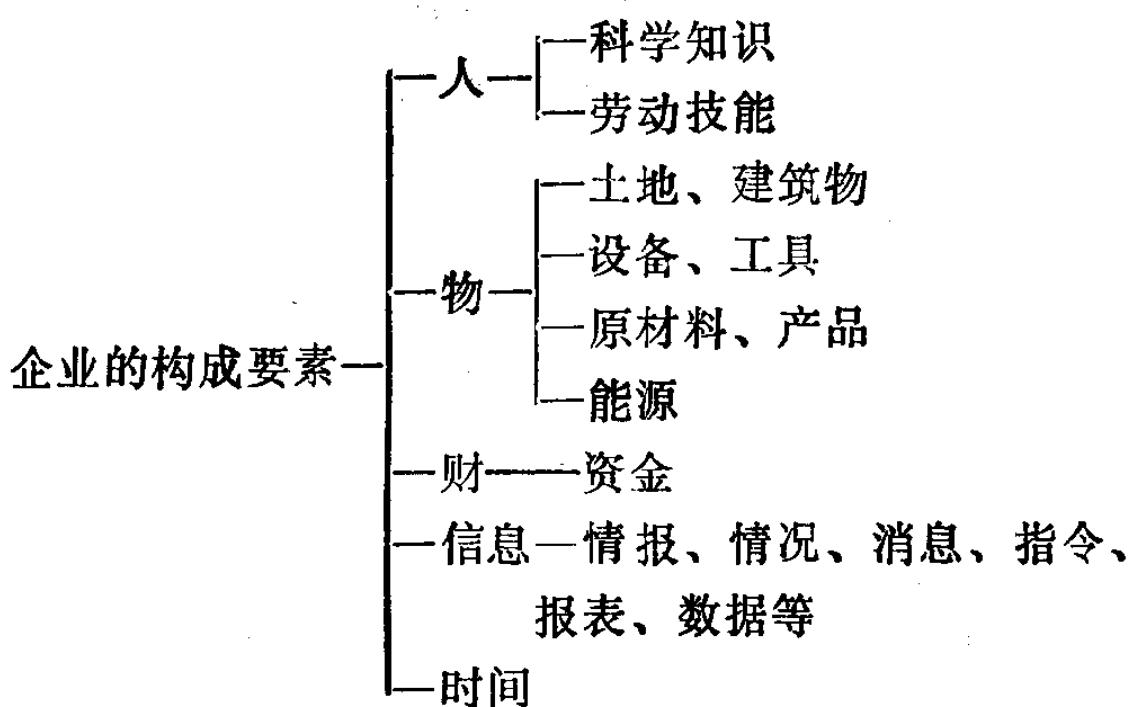 企业的构成要素
人
科学知识
劳动技能
物
土地、建筑物
设备、工具
原材料、产品
能源
财
资金
信息
情报、情况、消息、指令、
报表、数据等
时间